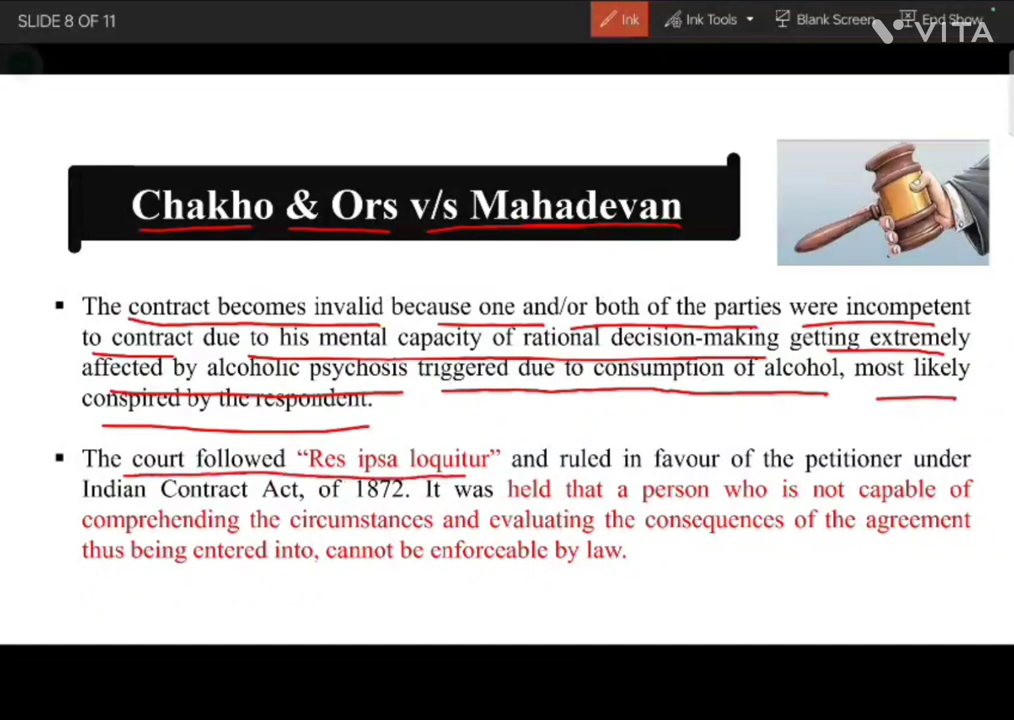 SLIDE 8 OF 11
Ink
Ink Tools
Blank Screen
End Show
VITA
Chakho & Ors v/s Mahadevan
▪ The contract becomes invalid because one and/or both of the parties were incompetent
to contract due to his mental capacity of rational decision-making getting extremely
affected by alcoholic psychosis triggered due to consumption of alcohol, most likely
conspired by the respondent.
▪ The court followed “Res ipsa loquitur” and ruled in favour of the petitioner under
Indian Contract Act, of 1872. It was held that a person who is not capable of
comprehending the circumstances and evaluating the consequences of the agreement
thus being entered into, cannot be enforceable by law.